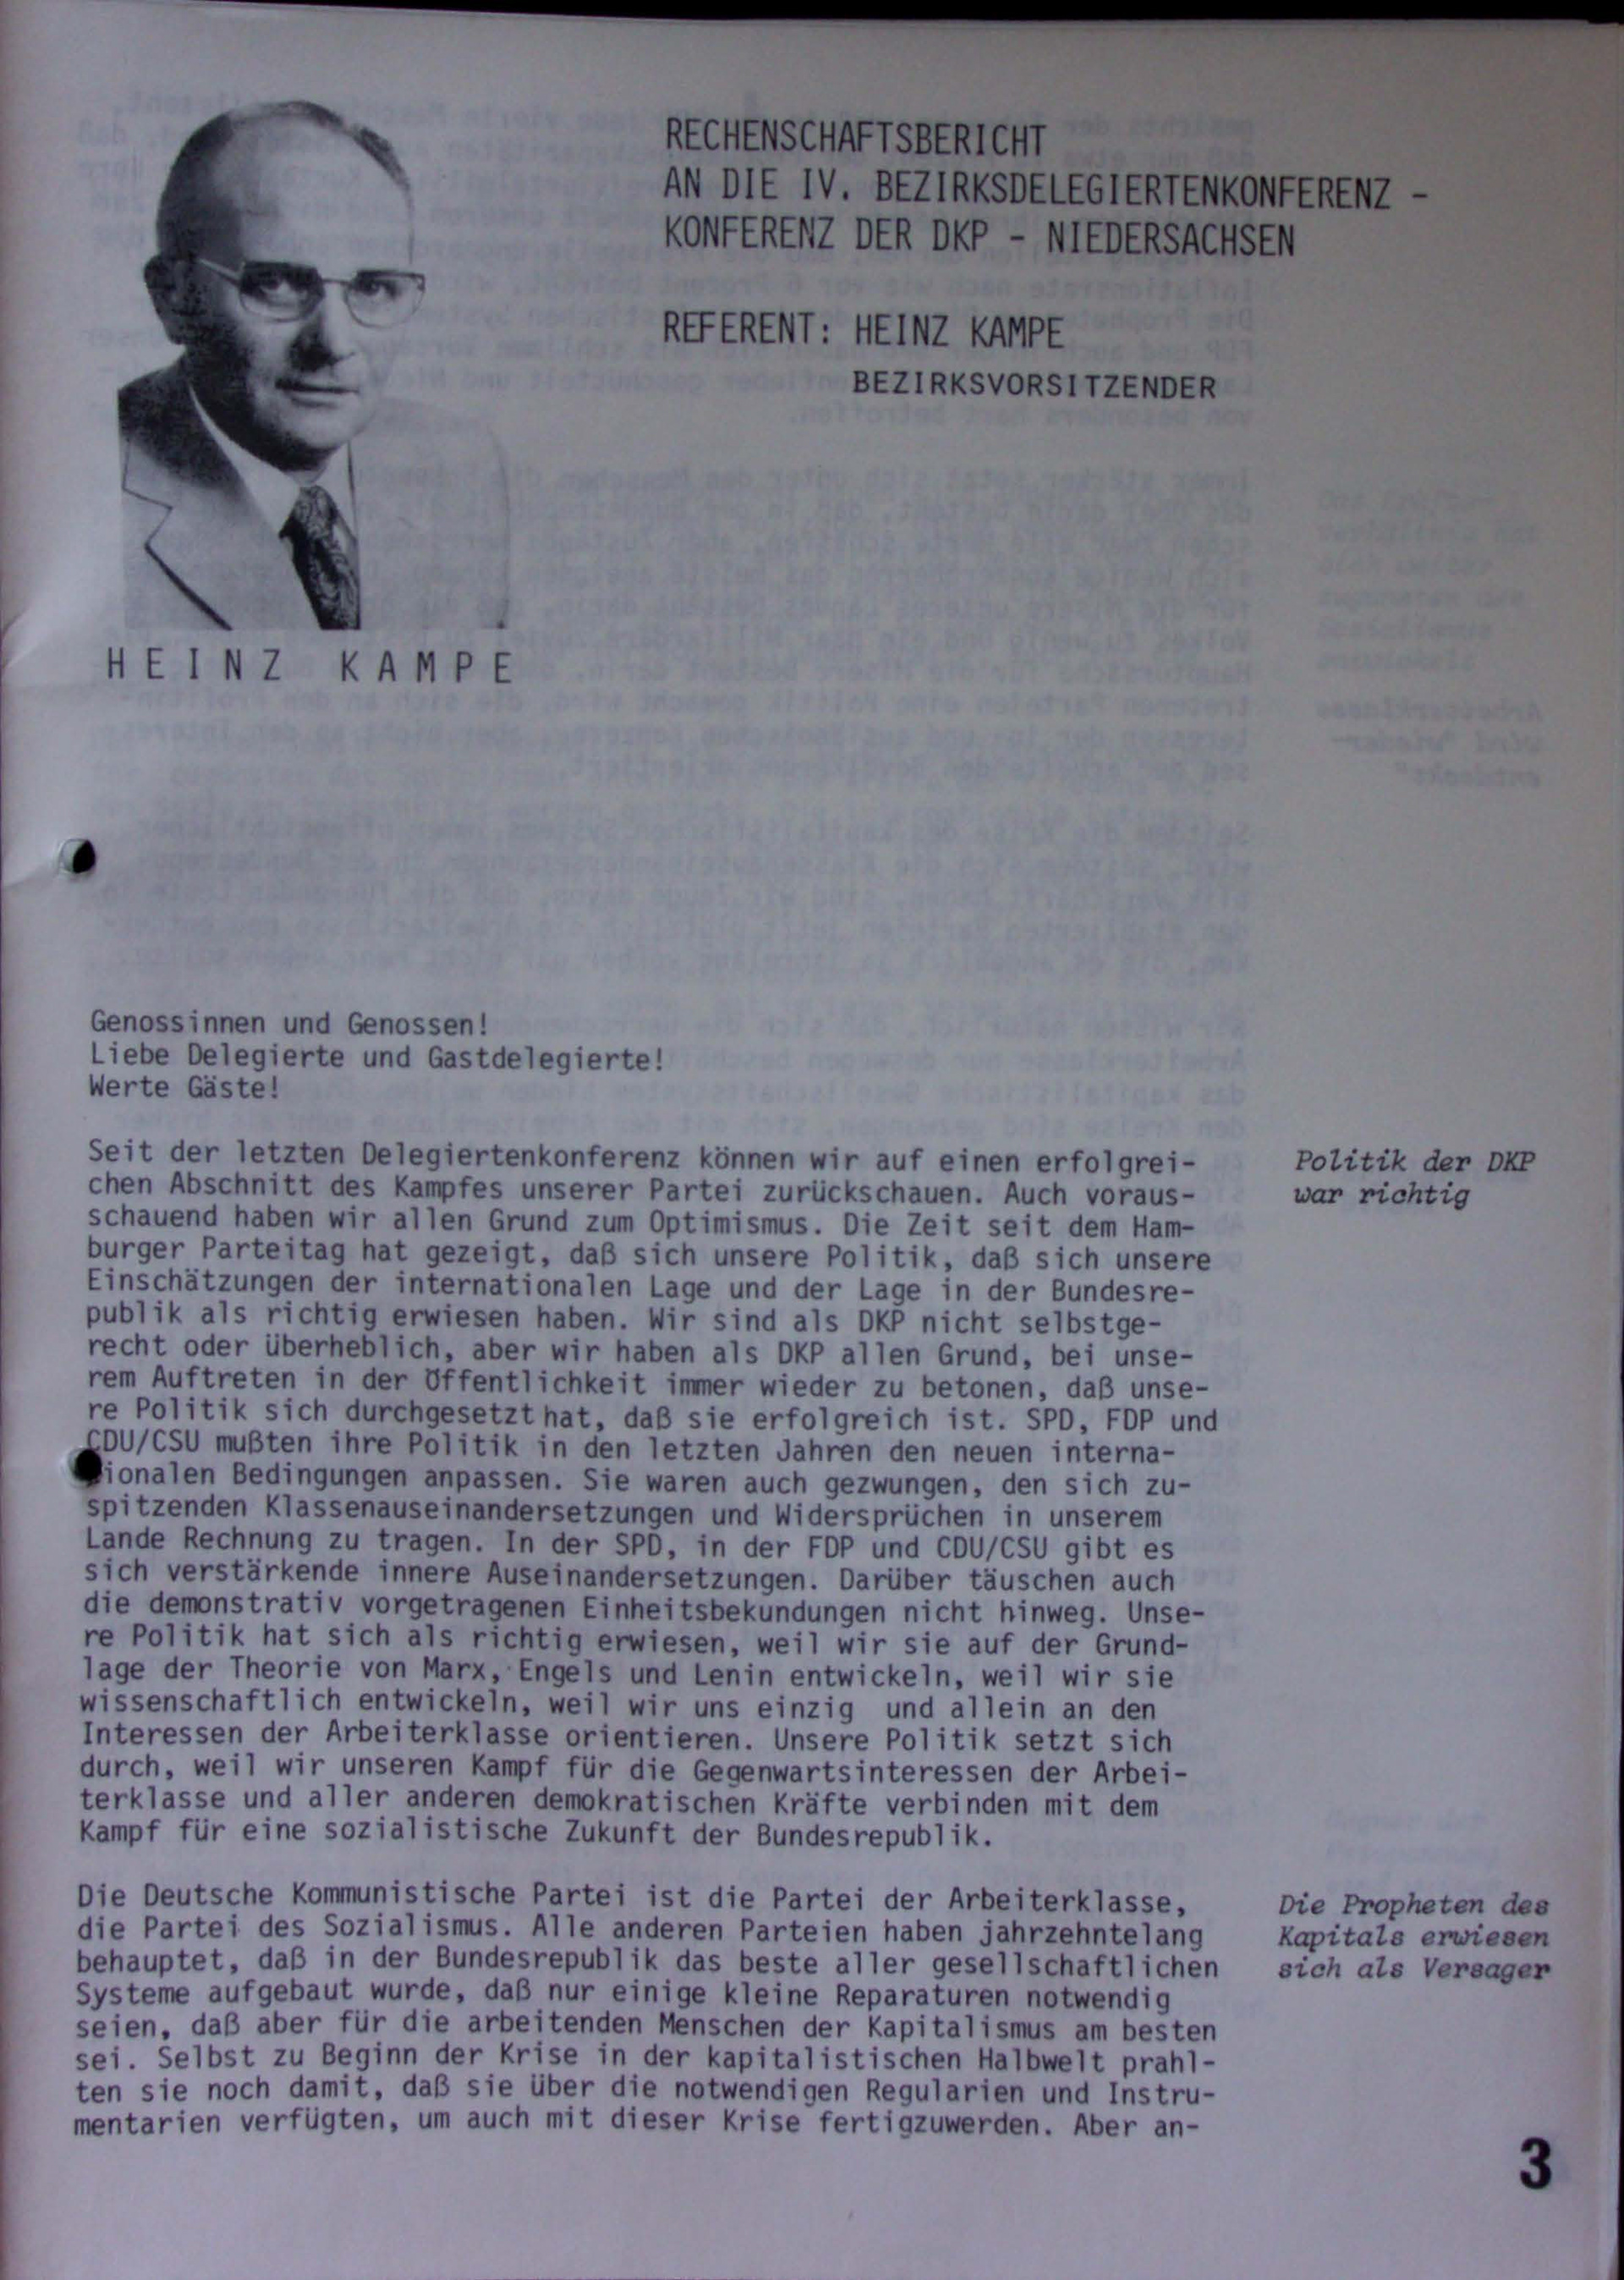 RECHENSCHAFTSBERICHT
AN DIE IV. BEZIRKSDELEGIERTENKONFERENZ -
KONFERENZ DER DKP - NIEDERSACHSEN
REFERENT: HEINZ KAMPE
BEZIRKSVORSITZENDER
HEINZ KAMPE
Genossinnen und Genossen!
Liebe Delegierte und Gastdelegierte!
Werte Gäste!
Seit der letzten Delegiertenkonferenz können wir auf einen erfolgrei-
chen Abschnitt des Kampfes unserer Partei zurückschauen. Auch voraus-
schauend haben wir allen Grund zum Optimismus. Die Zeit seit dem Ham-
burger Parteitag hat gezeigt, daß sich unsere Politik, daß sich unsere
Einschätzungen der internationalen Lage und der Lage in der Bundesre-
publik als richtig erwiesen haben. Wir sind als DKP nicht selbstge-
recht oder überheblich, aber wir haben als DKP allen Grund, bei unse-
rem Auftreten in der Öffentlichkeit immer wieder zu betonen, daß unse-
re Politik sich durchgesetzt hat, daß sie erfolgreich ist. SPD, FDP und
CDU/CSU mußten ihre Politik in den letzten Jahren den neuen interna-
ionalen Bedingungen anpassen. Sie waren auch gezwungen, den sich zu-
spitzenden Klassenauseinandersetzungen und Widersprüchen in unserem
Lande Rechnung zu tragen. In der SPD, in der FDP und CDU/CSU gibt es
sich verstärkende innere Auseinandersetzungen. Darüber täuschen auch
die demonstrativ vorgetragenen Einheitsbekundungen nicht hinweg. Unse-
re Politik hat sich als richtig erwiesen, weil wir sie auf der Grund-
lage der Theorie von Marx, Engels und Lenin entwickeln, weil wir sie
wissenschaftlich entwickeln, weil wir uns einzig und allein an den
Interessen der Arbeiterklasse orientieren. Unsere Politik setzt sich
durch, weil wir unseren Kampf für die Gegenwartsinteressen der Arbei-
terklasse und aller anderen demokratischen Kräfte verbinden mit dem
Kampf für eine sozialistische Zukunft der Bundesrepublik.
Politik der DKP
war richtig
Die Deutsche Kommunistische Partei ist die Partei der Arbeiterklasse,
die Partei des Sozialismus. Alle anderen Parteien haben jahrzehntelang
behauptet, daß in der Bundesrepublik das beste aller gesellschaftlichen
Systeme aufgebaut wurde, daß nur einige kleine Reparaturen notwendig
seien, daß aber für die arbeitenden Menschen der Kapitalismus am besten
sei. Selbst zu Beginn der Krise in der kapitalistischen Halbwelt prahl-
ten sie noch damit, daß sie über die notwendigen Regularien und Instru-
mentarien verfügten, um auch mit dieser Krise fertigzuwerden. Aber an-
Die Propheten des
Kapitals erwiesen
sich als Versager
3